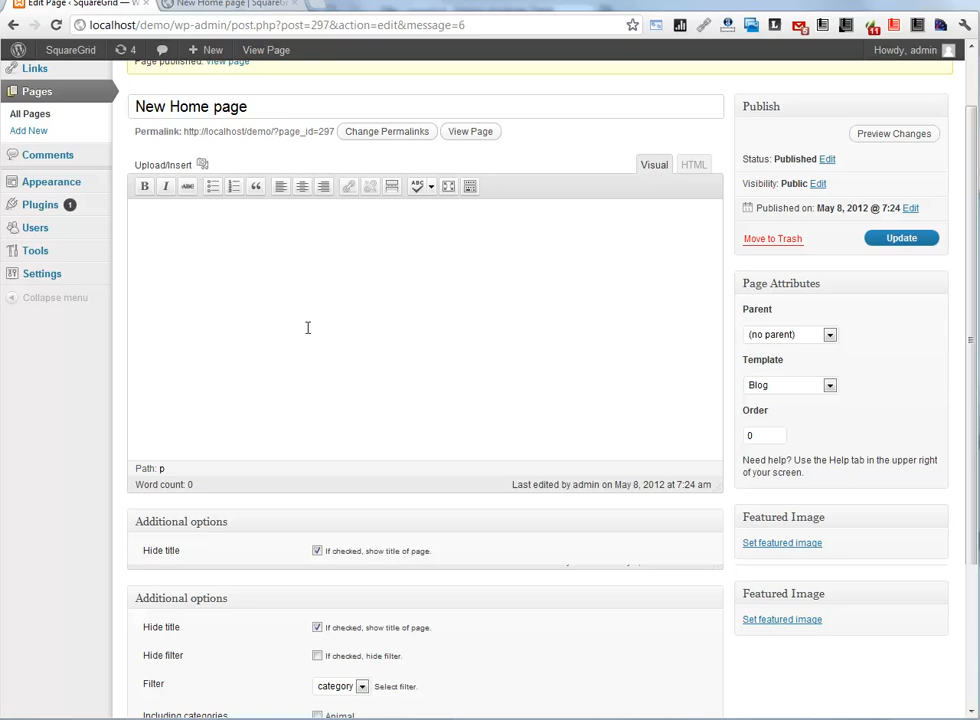 Edit Page ‹ SquareGrid —
New Home page | SquareG
localhost/demo/wp-admin/post.php?post=297&action=edit&message=6
SquareGrid
4
New
View Page
Howdy, admin
Links
Page published. View page
Pages
New Home page
All Pages
Add New
Permalink: http://localhost/demo/?page_id=297
Change Permalinks
View Page
Comments
Upload/Insert
Visual
HTML
Appearance
Plugins 1
B I ABC
ABC
Users
Tools
Settings
Collapse menu
Path: p
Word count: 0
Last edited by admin on May 8, 2012 at 7:24 am
Additional options
Hide title
If checked, show title of page.
Additional options
Hide title
If checked, show title of page.
Hide filter
If checked, hide filter.
Filter
category
Select filter.
Including categories
Animal
Publish
Preview Changes
Status: Published Edit
Visibility: Public Edit
Published on: May 8, 2012 @ 7:24 Edit
Move to Trash
Update
Page Attributes
Parent
(no parent)
Template
Blog
Order
0
Need help? Use the Help tab in the upper right
of your screen.
Featured Image
Set featured image
Featured Image
Set featured image